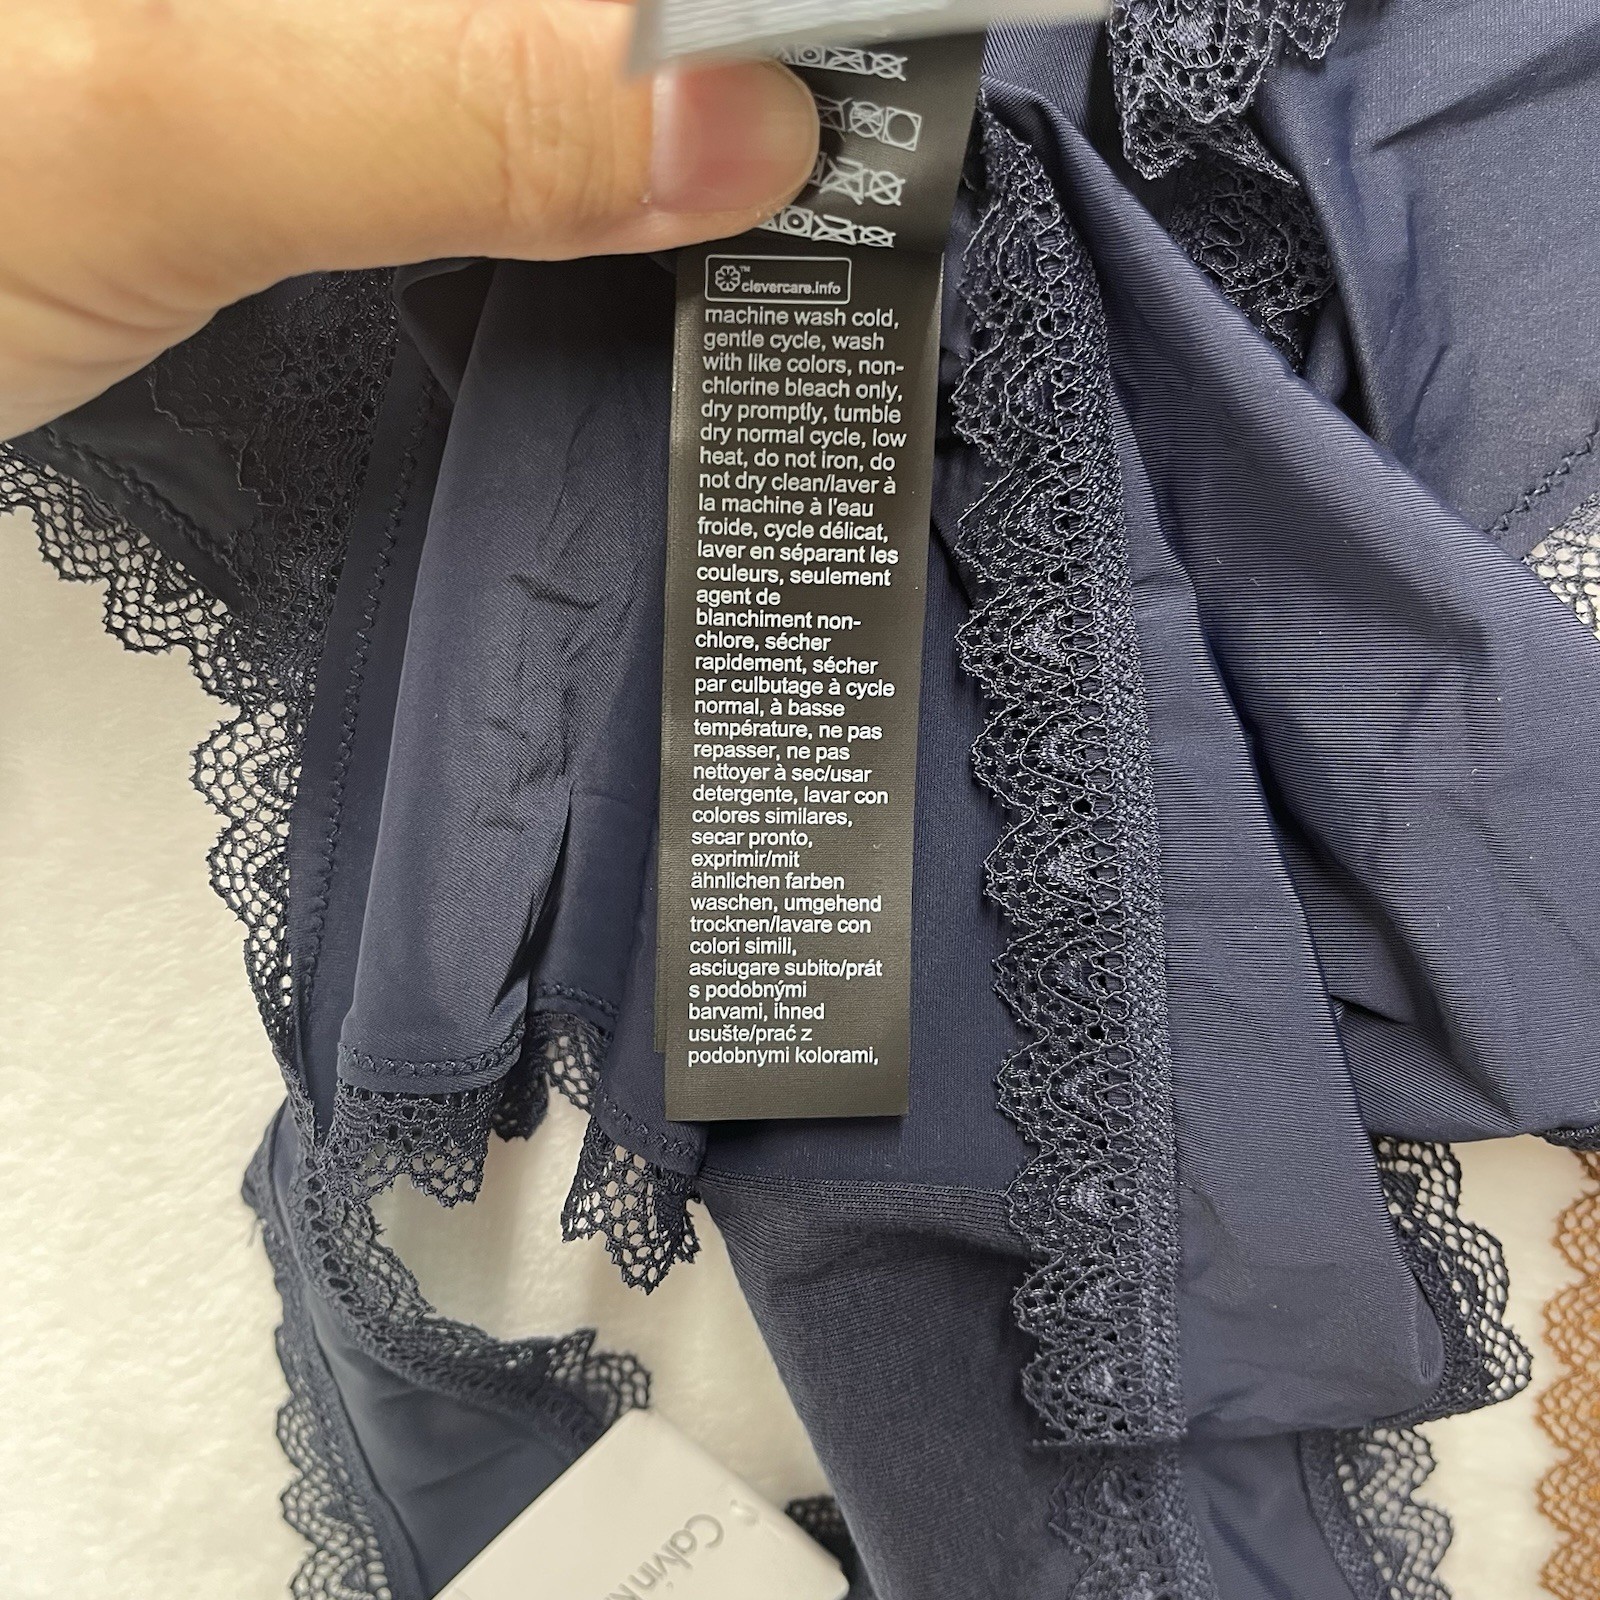 clevercare.info
machine wash cold,
gentle cycle, wash
with like colors, non-
chlorine bleach only,
dry promptly, tumble
dry normal cycle, low
heat, do not iron, do
not dry clean/laver à
la machine à l'eau
froide, cycle délicat,
laver en séparant les
couleurs, seulement
agent de
blanchiment non-
chlore, sécher
rapidement, sécher
par culbutage à cycle
normal, à basse
température, ne pas
repasser, ne pas
nettoyer à sec/usar
detergente, lavar con
colores similares,
secar pronto,
exprimir/mit
ähnlichen farben
waschen, umgehend
trocknen/lavare con
colori simili,
asciugare subito/prát
s podobnými
barvami, ihned
usušte/prać z
podobnymi kolorami,
Calvin